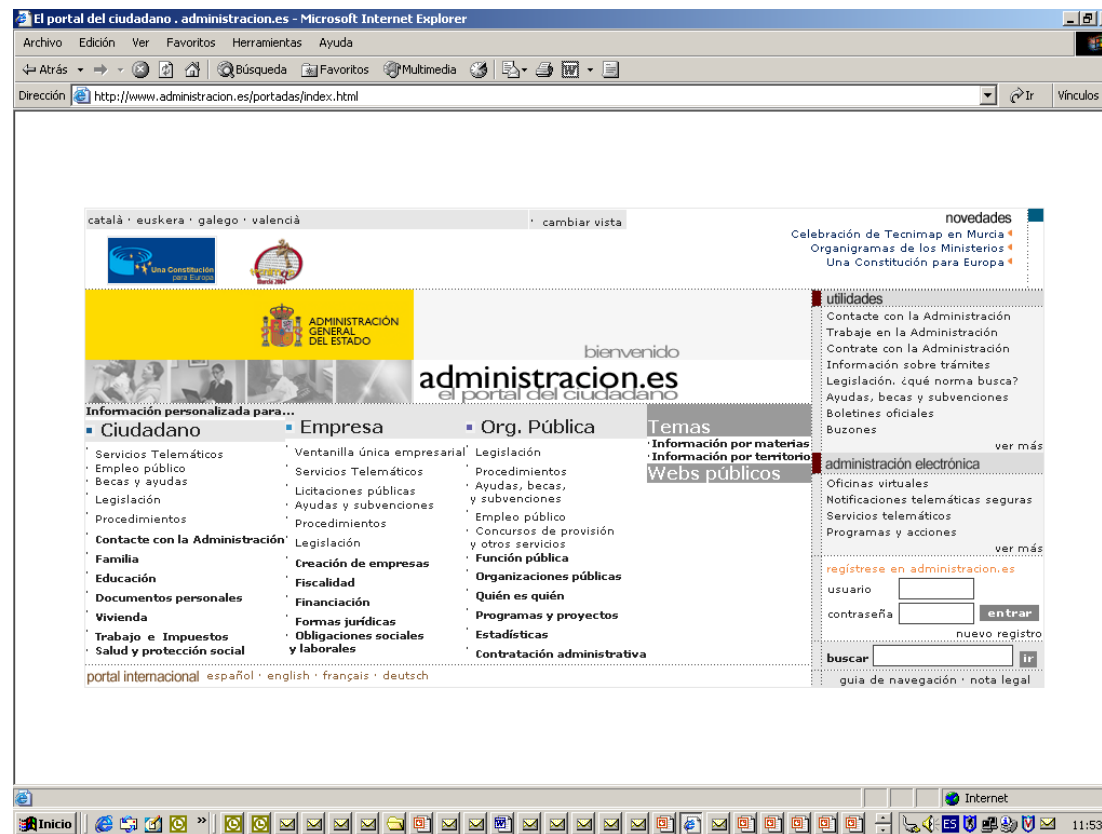 El portal del ciudadano . administracion.es - Microsoft Internet Explorer
Archivo Edición Ver Favoritos Herramientas Ayuda
Atrás Búsqueda Favoritos Multimedia
Dirección http://www.administracion.es/portadas/index.html Ir Vínculos
català · euskera · galego · valencià · cambiar vista
novedades
Celebración de Tecnimap en Murcia
Organigramas de los Ministerios
Una Constitución para Europa
Una Constitución
para Europa
Murcia 2004
ADMINISTRACIÓN
GENERAL
DEL ESTADO
bienvenido
administracion.es
el portal del ciudadano
Información personalizada para...
Ciudadano
Servicios Telemáticos
Empleo público
Becas y ayudas
Legislación
Procedimientos
Contacte con la Administración
Familia
Educación
Documentos personales
Vivienda
Trabajo e Impuestos
Salud y protección social
Empresa
Ventanilla única empresarial
Servicios Telemáticos
Licitaciones públicas
Ayudas y subvenciones
Procedimientos
Legislación
Creación de empresas
Fiscalidad
Financiación
Formas jurídicas
Obligaciones sociales
y laborales
Org. Pública
Legislación
Procedimientos
Ayudas, becas,
y subvenciones
Empleo público
Concursos de provisión
y otros servicios
Función pública
Organizaciones públicas
Quién es quién
Programas y proyectos
Estadísticas
Contratación administrativa
Temas
Información por materias
Información por territorio
Webs públicos
utilidades
Contacte con la Administración
Trabaje en la Administración
Contrate con la Administración
Información sobre trámites
Legislación. ¿qué norma busca?
Ayudas, becas y subvenciones
Boletines oficiales
Buzones
ver más
administración electrónica
Oficinas virtuales
Notificaciones telemáticas seguras
Servicios telemáticos
Programas y acciones
ver más
regístrese en administracion.es
usuario
contraseña entrar
nuevo registro
buscar ir
guia de navegación · nota legal
portal internacional español · english · français · deutsch
Internet
Inicio » ES 11:53